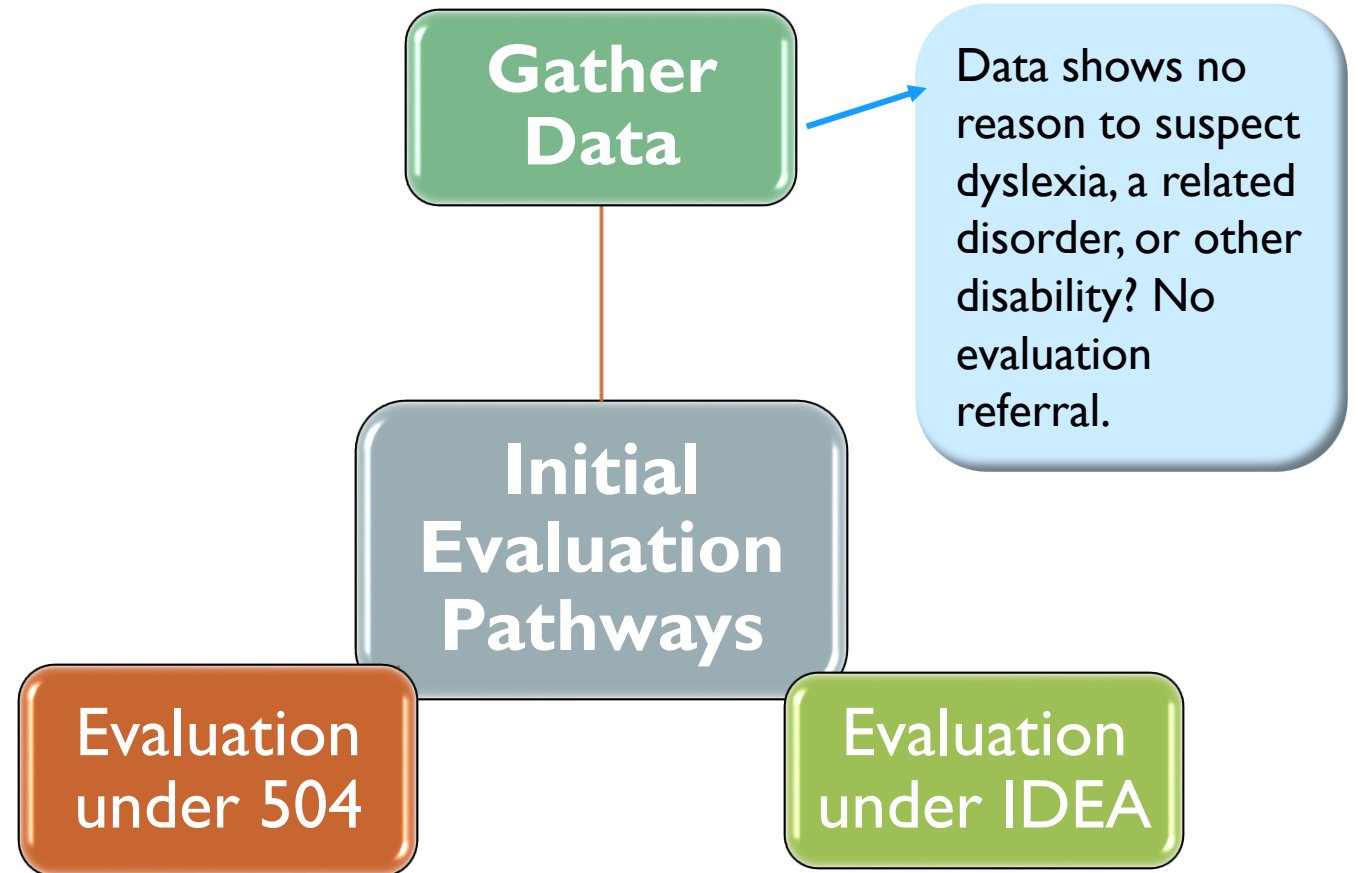 Gather
Data
Data shows no
reason to suspect
dyslexia, a related
disorder, or other
disability? No
evaluation
referral.
Initial
Evaluation
Pathways
Evaluation
under 504
Evaluation
under IDEA